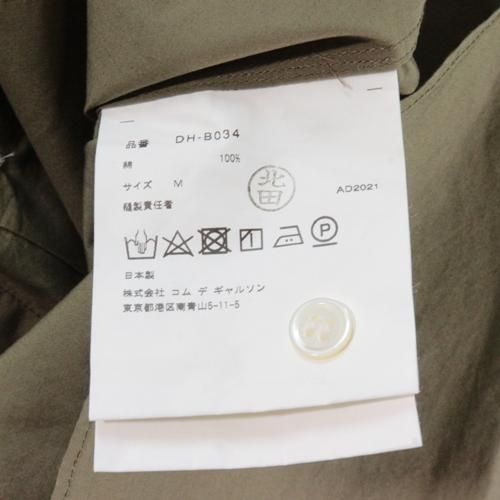 品番 DH-B034
綿 100%
サイズ M
縫製責任者 北田
AD2021
P
日本製
株式会社 コム デ ギャルソン
東京都港区南青山5-11-5